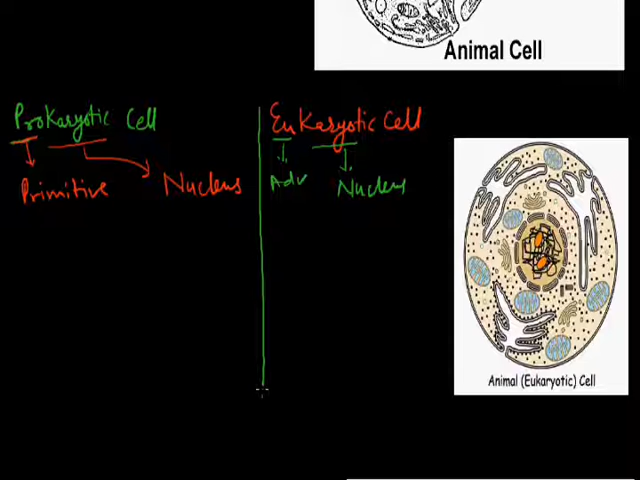 Animal Cell
Prokaryotic Cell
Eukaryotic Cell
Primitive
Nucleus
Adv
Nucleus
Animal (Eukaryotic) Cell